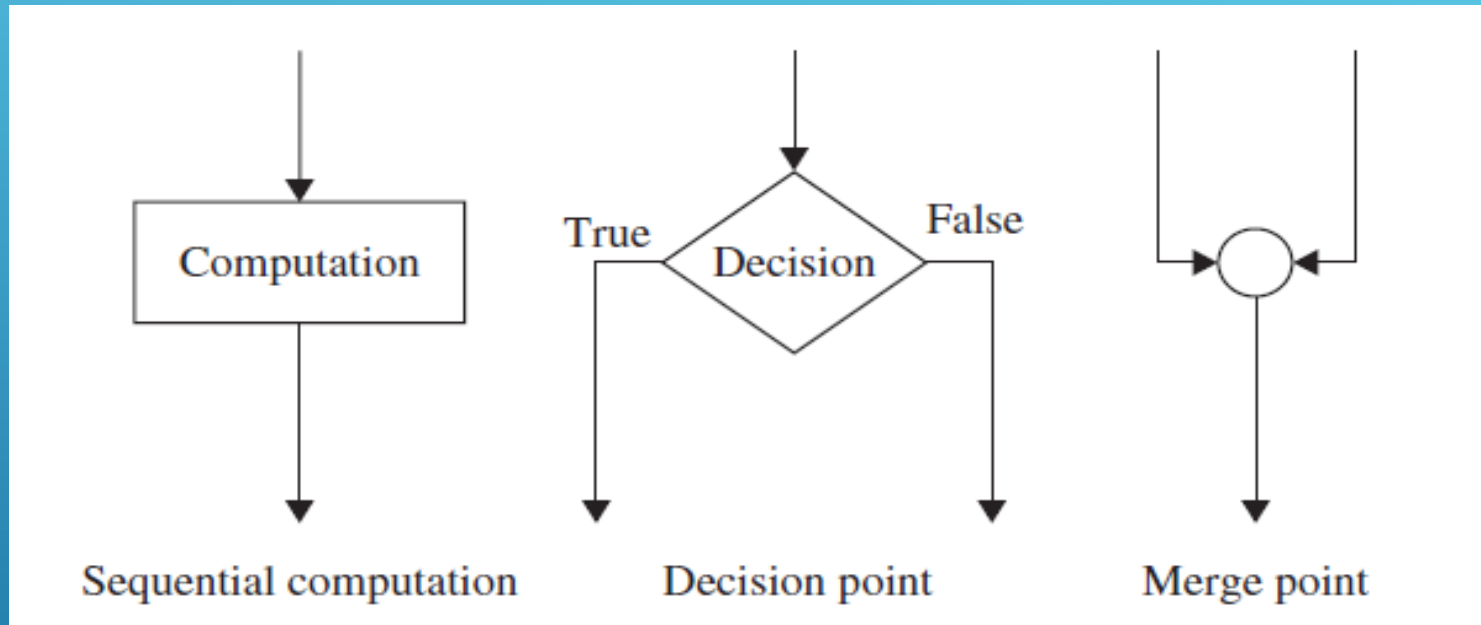 True
False
Computation
Decision
Sequential computation
Decision point
Merge point